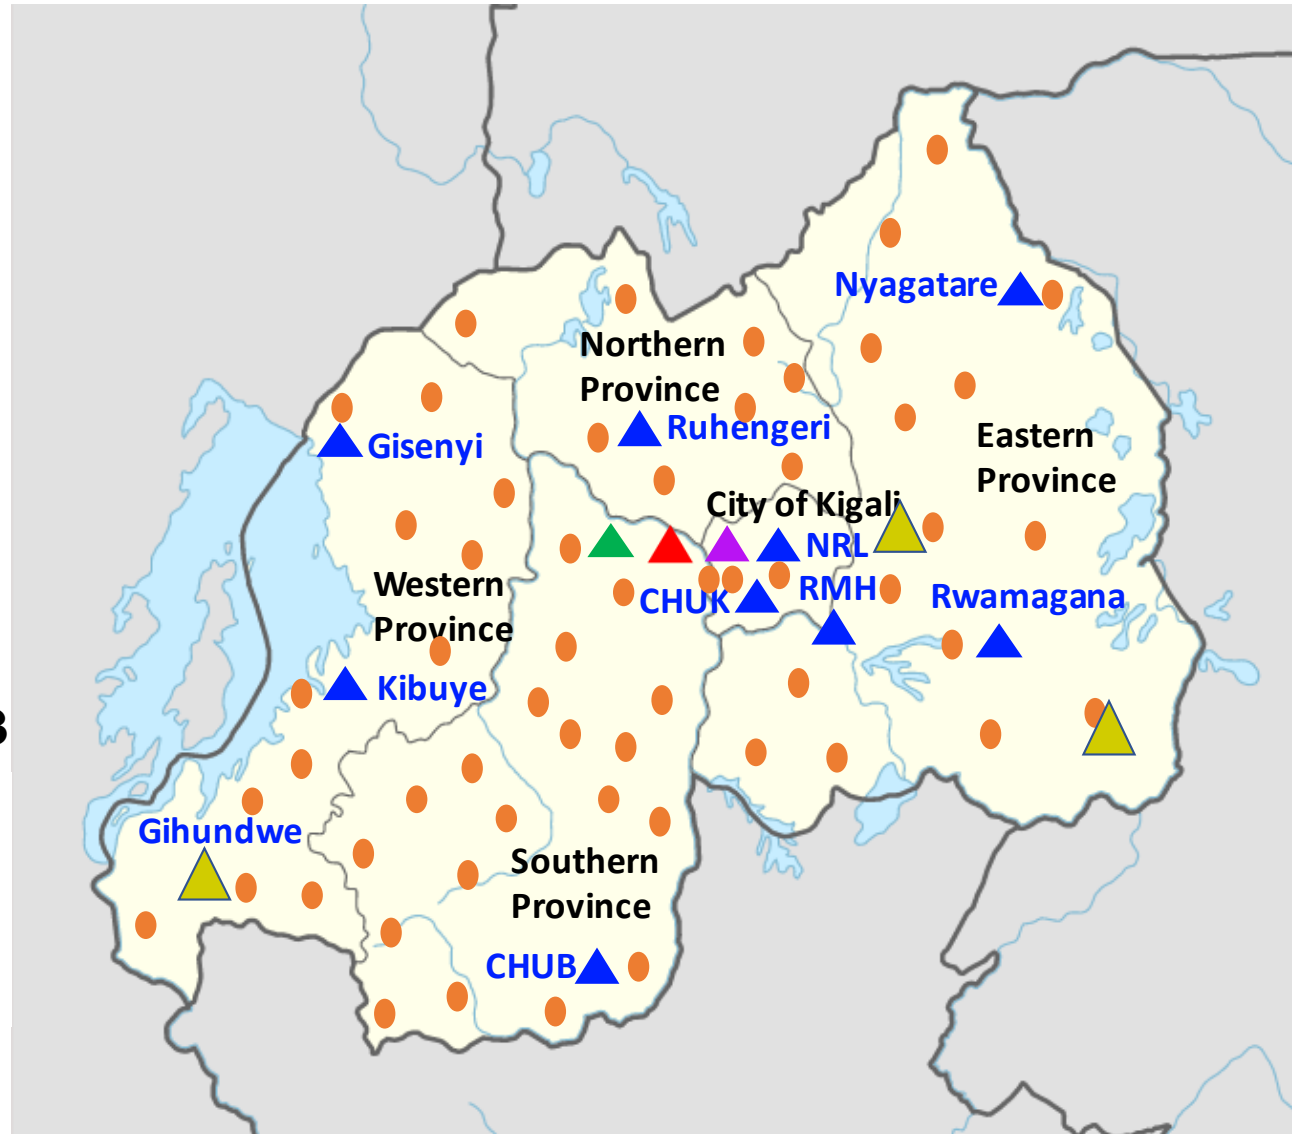 Nyagatare
Northern
Province
Ruhengeri
Gisenyi
Eastern
Province
City of Kigali
NRL
Western
Province
CHUK
RMH
Rwamagana
Kibuye
Gihundwe
Southern
Province
CHUB